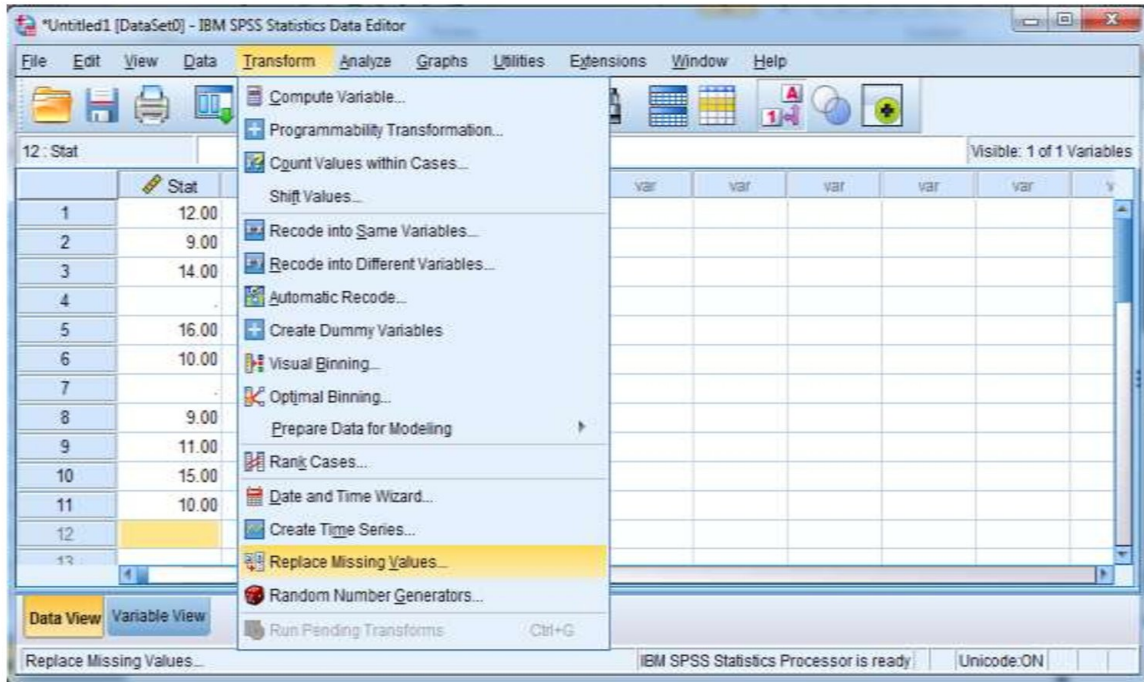 *Untitled1 [DataSet0] - IBM SPSS Statistics Data Editor
File Edit View Data Transform Analyze Graphs Utilities Extensions Window Help
12 : Stat
Visible: 1 of 1 Variables
Stat var var var var var v
1 12.00
2 9.00
3 14.00
4 .
5 16.00
6 10.00
7 .
8 9.00
9 11.00
10 15.00
11 10.00
12
13
Compute Variable...
Programmability Transformation...
Count Values within Cases...
Shift Values...
Recode into Same Variables...
Recode into Different Variables...
Automatic Recode...
Create Dummy Variables
Visual Binning...
Optimal Binning...
Prepare Data for Modeling
Rank Cases...
Date and Time Wizard...
Create Time Series...
Replace Missing Values...
Random Number Generators...
Run Pending Transforms Ctrl+G
Data View Variable View
Replace Missing Values... IBM SPSS Statistics Processor is ready Unicode:ON